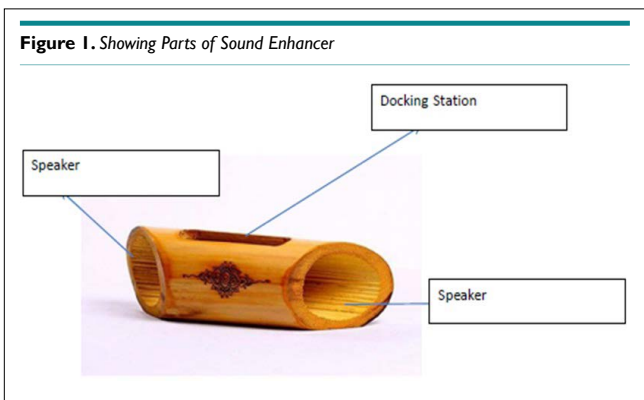 Figure 1. Showing Parts of Sound Enhancer
Docking Station
Speaker
Speaker